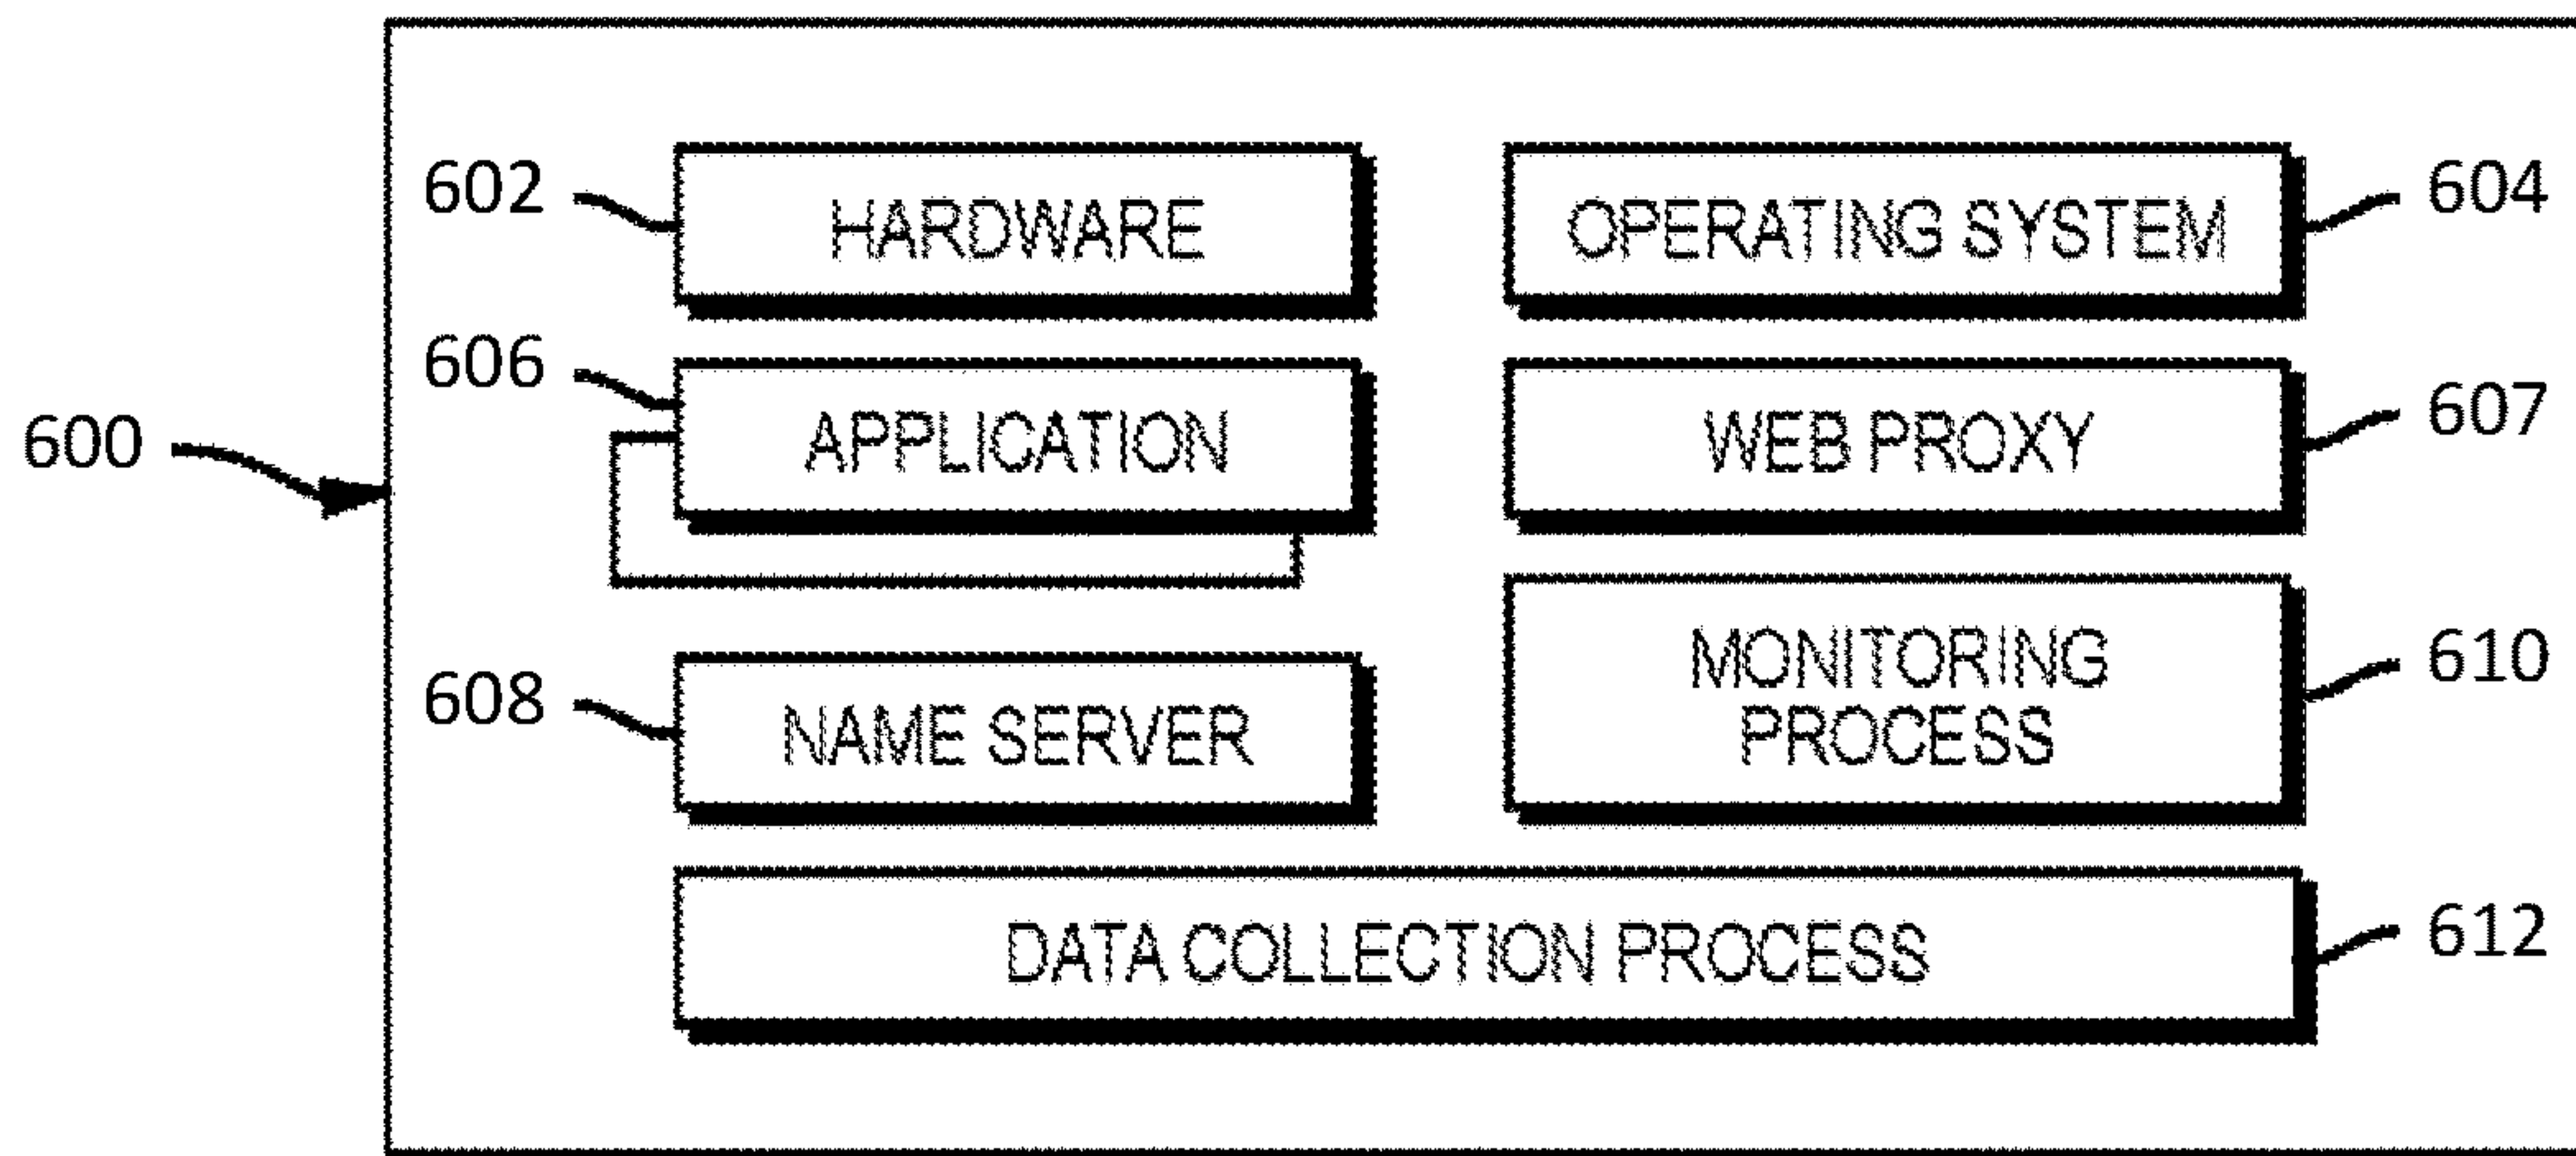 602 HARDWARE OPERATING SYSTEM 604
606 APPLICATION WEB PROXY 607
600
608 NAME SERVER MONITORING PROCESS 610
DATA COLLECTION PROCESS 612